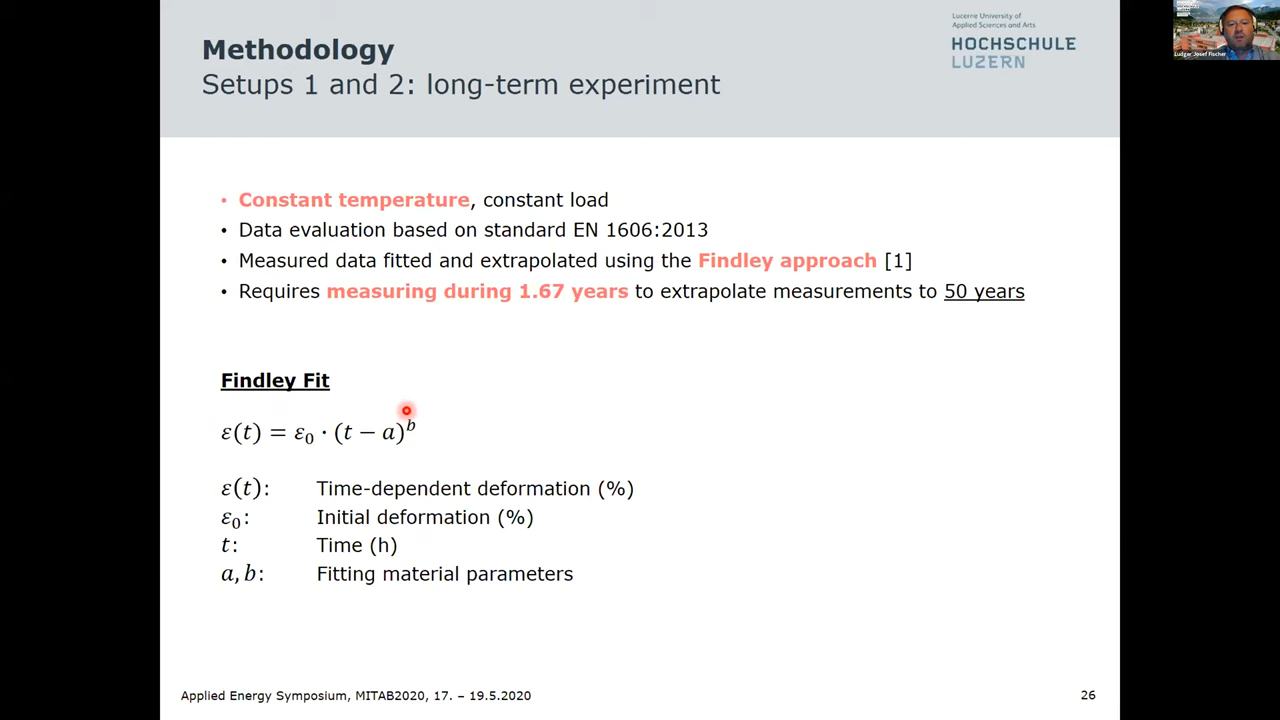 Methodology
Setups 1 and 2: long-term experiment
Lucerne University of
Applied Sciences and Arts
HOCHSCHULE
LUZERN
Ludger Josef Fischer
• Constant temperature, constant load
• Data evaluation based on standard EN 1606:2013
• Measured data fitted and extrapolated using the Findley approach [1]
• Requires measuring during 1.67 years to extrapolate measurements to 50 years
Findley Fit
ε(t) = ε₀ · (t − a)ᵇ
ε(t): Time-dependent deformation (%)
ε₀: Initial deformation (%)
t: Time (h)
a, b: Fitting material parameters
Applied Energy Symposium, MITAB2020, 17. – 19.5.2020
26